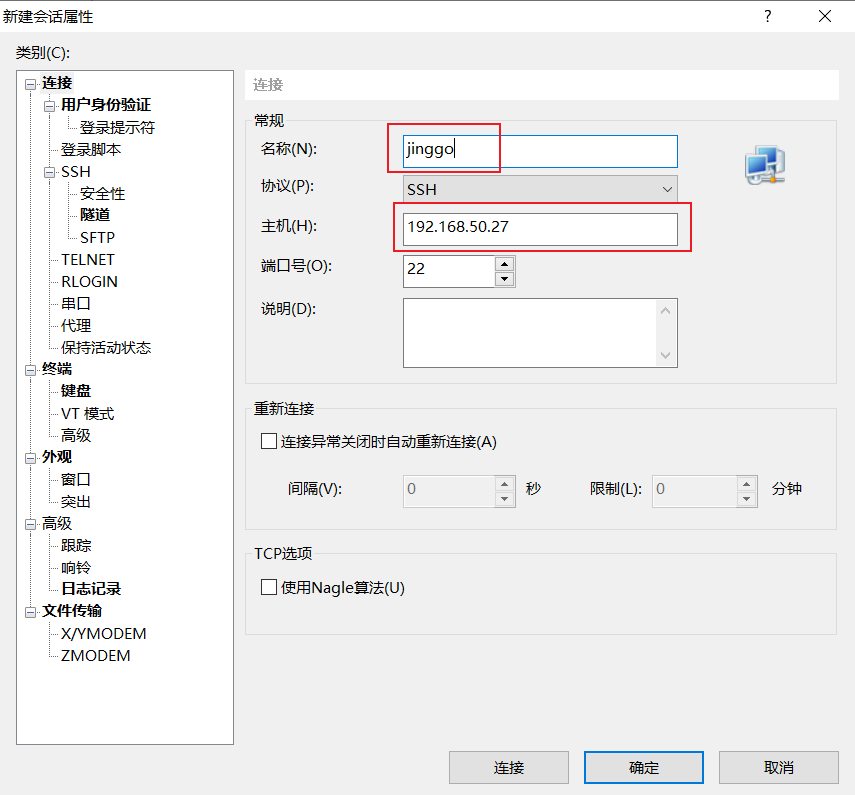 新建会话属性
?
类别(C):
连接
用户身份验证
登录提示符
登录脚本
SSH
安全性
隧道
SFTP
TELNET
RLOGIN
串口
代理
保持活动状态
终端
键盘
VT 模式
高级
外观
窗口
突出
高级
跟踪
响铃
日志记录
文件传输
X/YMODEM
ZMODEM
连接
常规
名称(N): jinggo
协议(P): SSH
主机(H): 192.168.50.27
端口号(O): 22
说明(D):
重新连接
连接异常关闭时自动重新连接(A)
间隔(V): 0 秒 限制(L): 0 分钟
TCP选项
使用Nagle算法(U)
连接 确定 取消